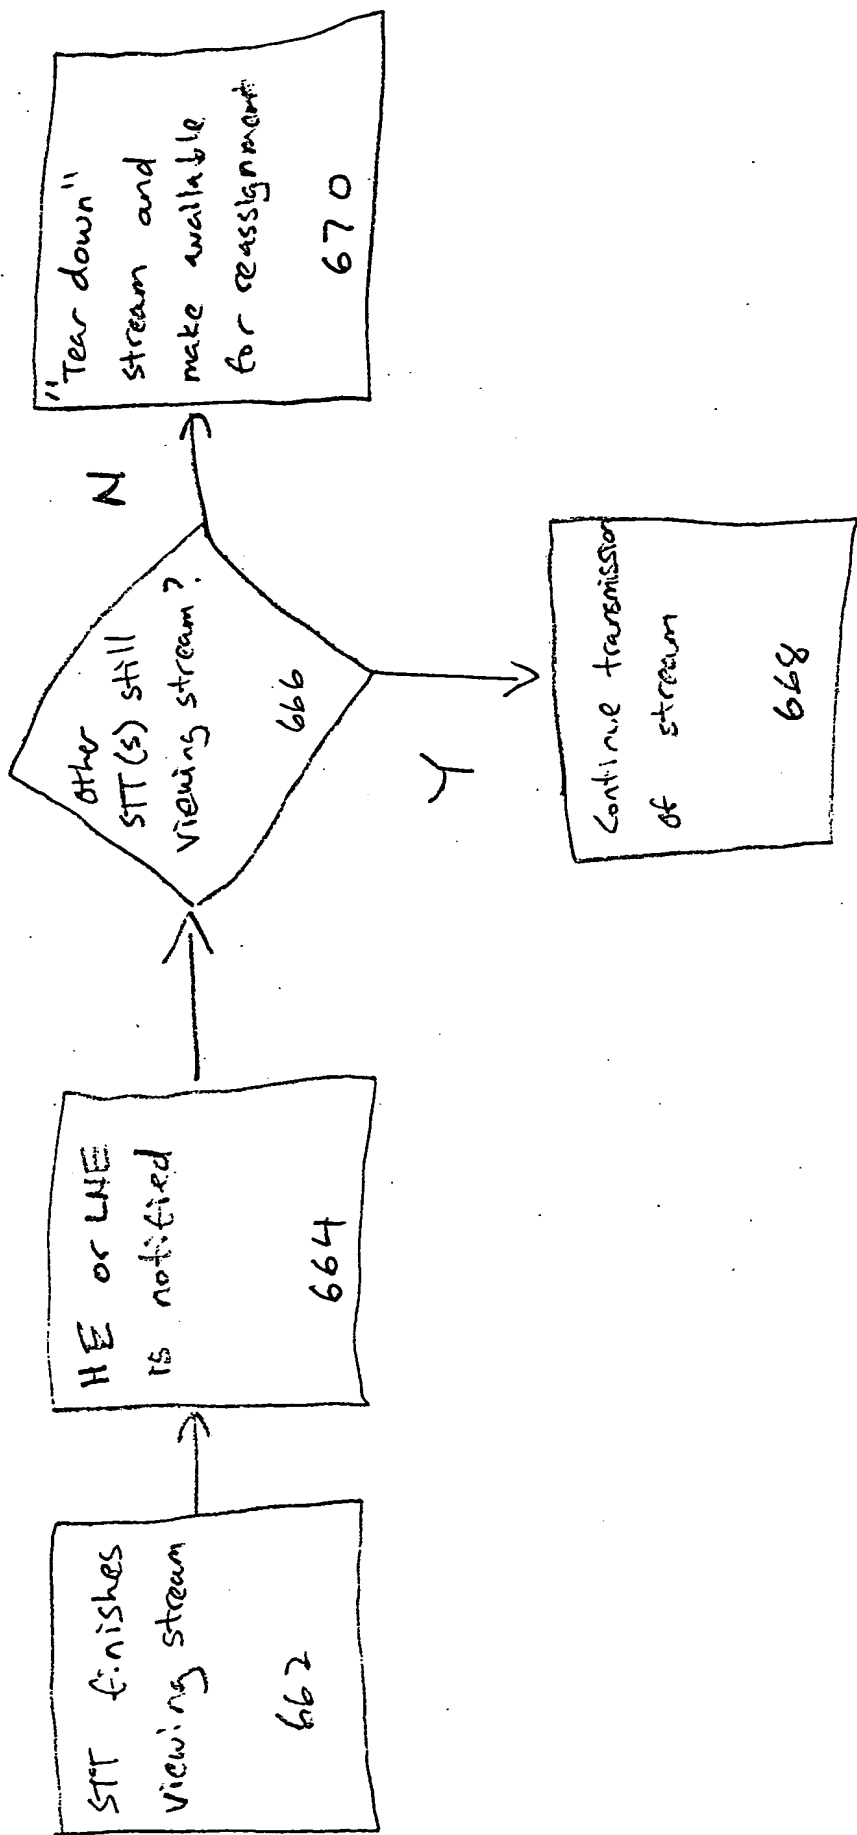 STT finishes
viewing stream
662
HE or LNE
is notified
664
Other
STT(s) still
viewing stream?
666
N
"Tear down"
stream and
make available
for reassignment
670
Y
Continue transmission
of stream
668